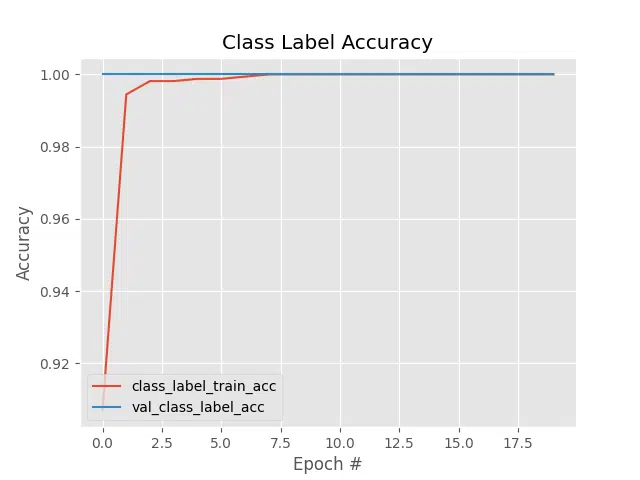 Class Label Accuracy
1.00
0.98
0.96
0.94
0.92
Accuracy
class_label_train_acc
val_class_label_acc
0.0 2.5 5.0 7.5 10.0 12.5 15.0 17.5
Epoch #